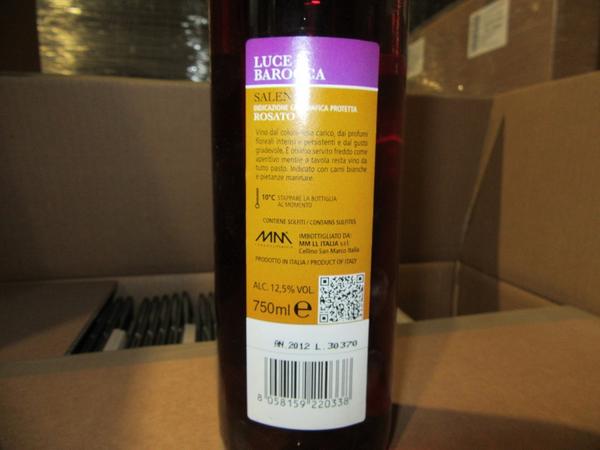 LUCE
BAROCCA
SALENTO
INDICAZIONE GEOGRAFICA PROTETTA
ROSATO
Vino dal colore rosa carico, dai profumi
floreali intensi e persistenti e dal gusto
gradevole. È ottimo servito freddo come
aperitivo mentre a tavola resta vino da
tutto pasto. Indicato con carni bianche
e pietanze marinare.
10°C STAPPARE LA BOTTIGLIA
AL MOMENTO
CONTIENE SOLFITI / CONTAINS SULFITES
MM
IMBOTTIGLIATO DA:
MM LL ITALIA s.r.l.
Cellino San Marco Italia
PRODOTTO IN ITALIA / PRODUCT OF ITALY
ALC. 12,5% VOL.
750ml e
AN.2012 L.30370
8 058159 220338